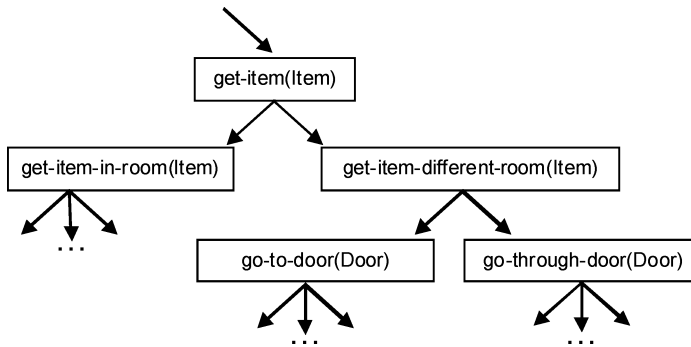 get-item(Item)
get-item-in-room(Item)
get-item-different-room(Item)
...
go-to-door(Door)
go-through-door(Door)
...
...